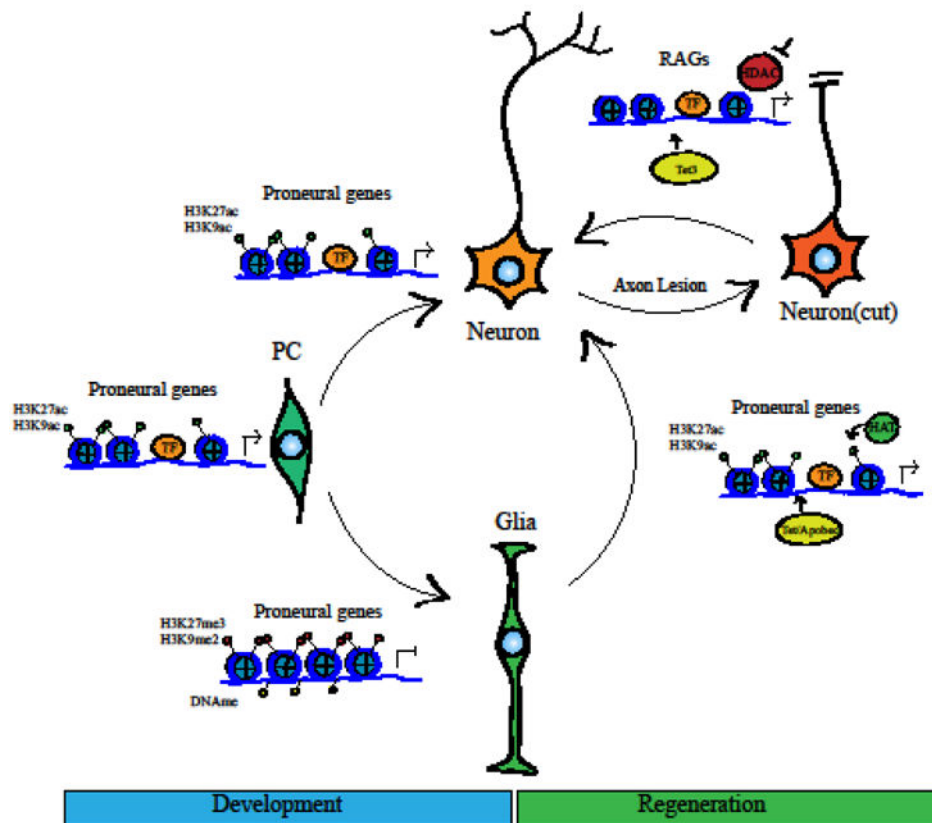 RAGs
HDAC
TF
Tet3
Proneural genes
H3K27ac
H3K9ac
TF
Axon Lesion
Neuron
Neuron(cut)
PC
Proneural genes
H3K27ac
H3K9ac
TF
Proneural genes
HAT
H3K27ac
H3K9ac
TF
Tet/Apobec
Glia
Proneural genes
H3K27me3
H3K9me2
DNAme
Development
Regeneration